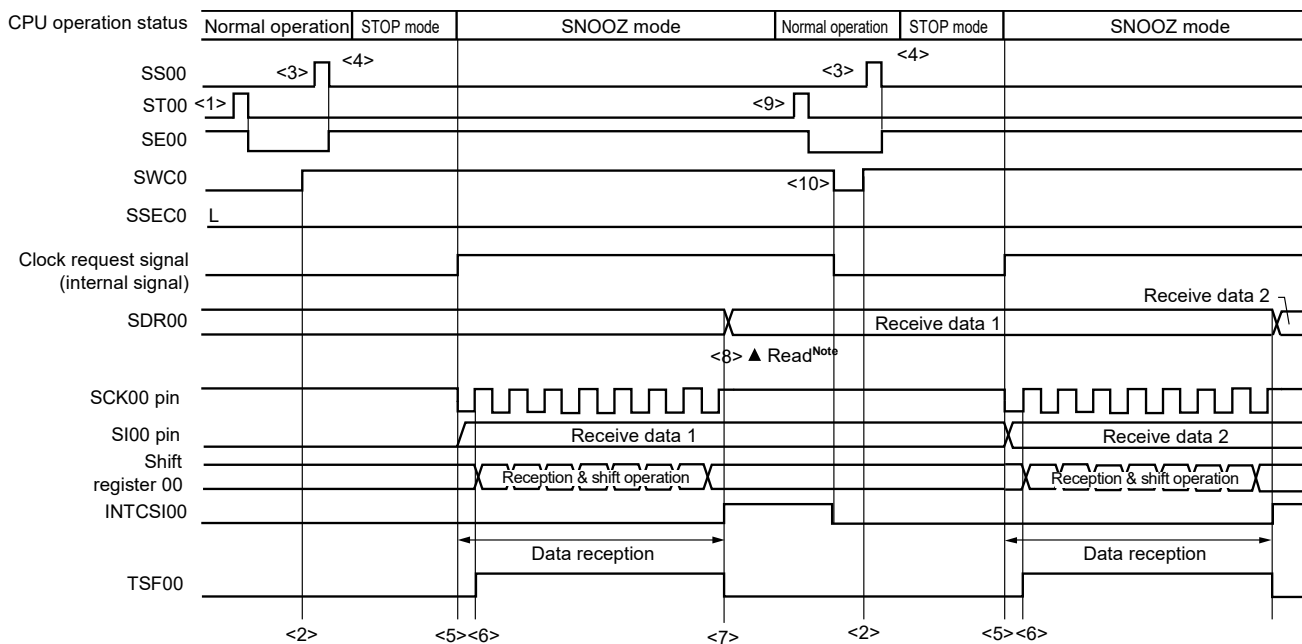 CPU operation status Normal operation STOP mode SNOOZ mode Normal operation STOP mode SNOOZ mode
<4> <4>
SS00 <3> <3>
ST00 <1> <9>
SE00
SWC0 <10>
SSEC0 L
Clock request signal
(internal signal)
Receive data 2
SDR00 Receive data 1
<8> ▲ ReadNote
SCK00 pin
SI00 pin Receive data 1 Receive data 2
Shift
register 00 Reception & shift operation Reception & shift operation
INTCSI00
Data reception Data reception
TSF00
<2> <5><6> <7> <2> <5><6>